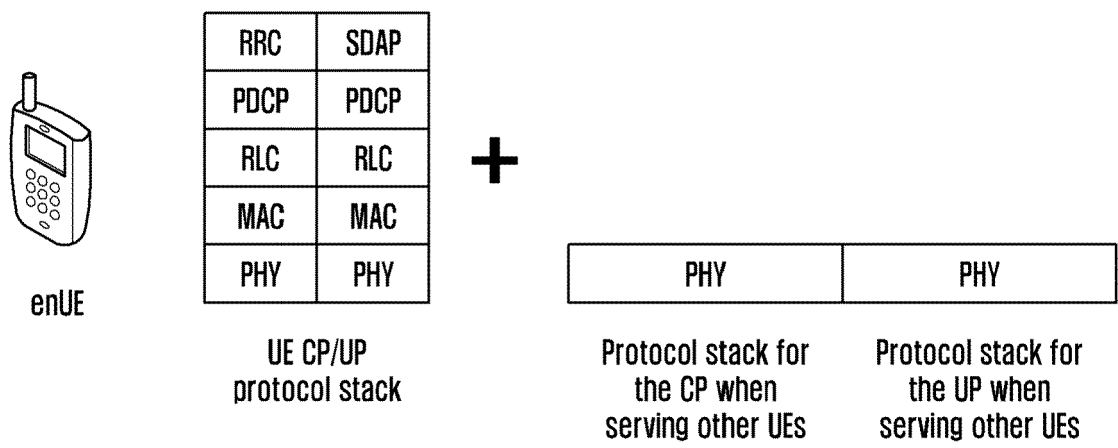 RRC SDAP
PDCP PDCP
RLC RLC
MAC MAC
PHY PHY
PHY PHY
enUE
UE CP/UP
protocol stack
Protocol stack for
the CP when
serving other UEs
Protocol stack for
the UP when
serving other UEs